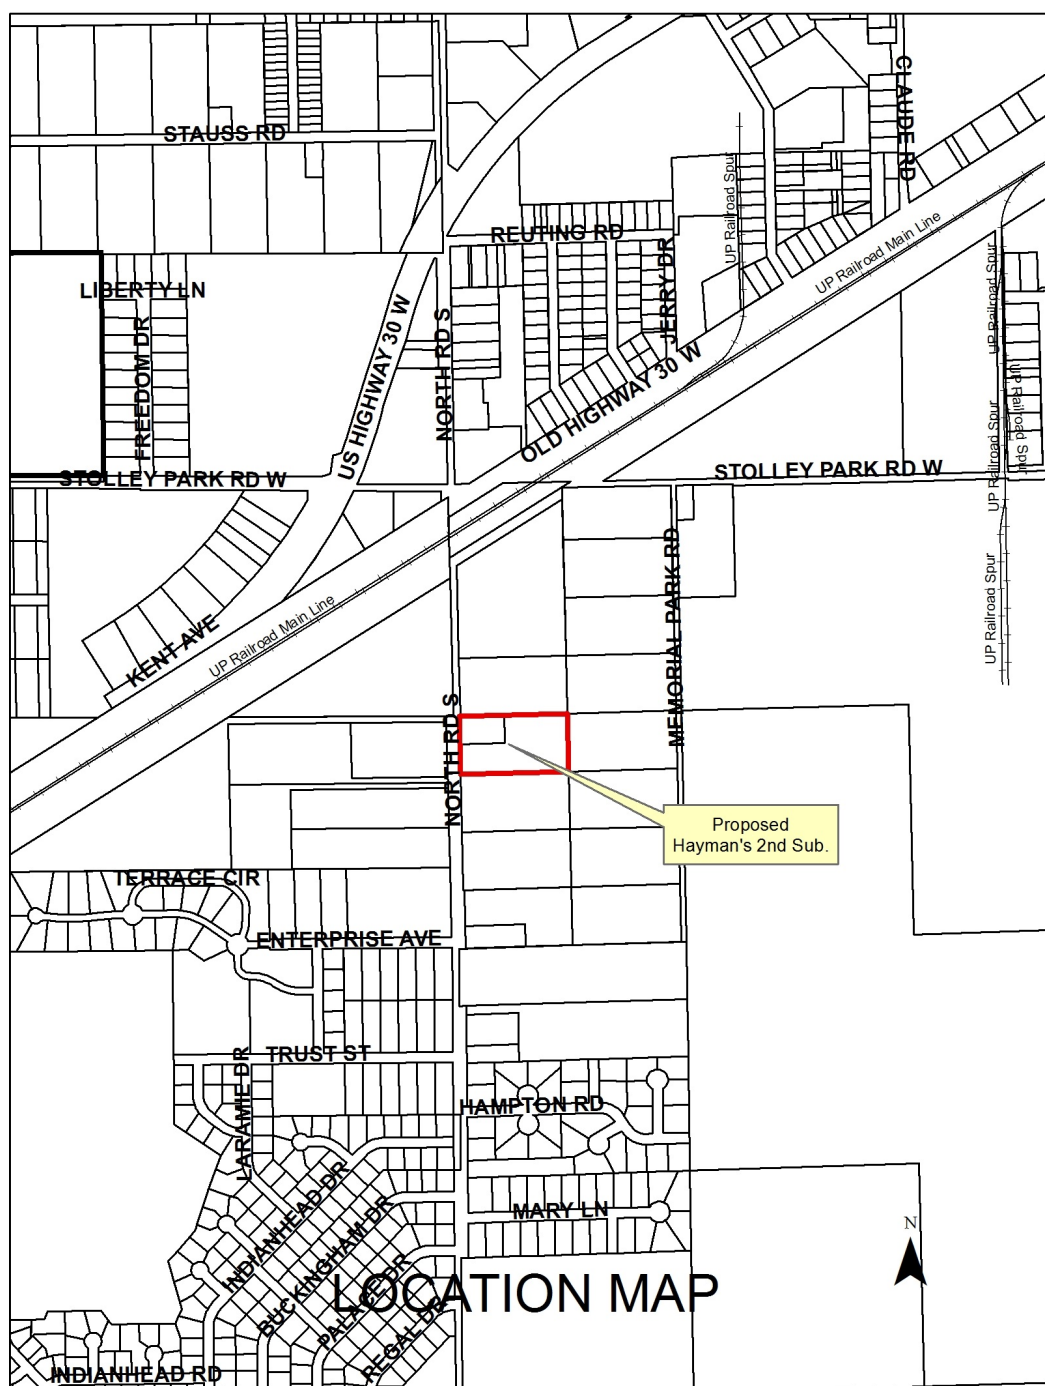 CLAUDE RD
STAUSS RD
UP Railroad Spur
REUTING RD
JERRY DR
UP Railroad Main Line
UP Railroad Spur
LIBERTY LN
FREEDOM DR
US HIGHWAY 30 W
NORTH RD S
OLD HIGHWAY 30 W
UP Railroad Spur
UP Railroad Spur
STOLLEY PARK RD W
STOLLEY PARK RD W
MEMORIAL PARK RD
UP Railroad Spur
KENT AVE
UP Railroad Main Line
NORTH RD S
Proposed
Hayman's 2nd Sub.
TERRACE CIR
ENTERPRISE AVE
TRUST ST
LARAMIE DR
HAMPTON RD
INDIANHEAD DR
BUCKINGHAM DR
MARY LN
N
PALACE DR
LOCATION MAP
REGAL DR
INDIANHEAD RD